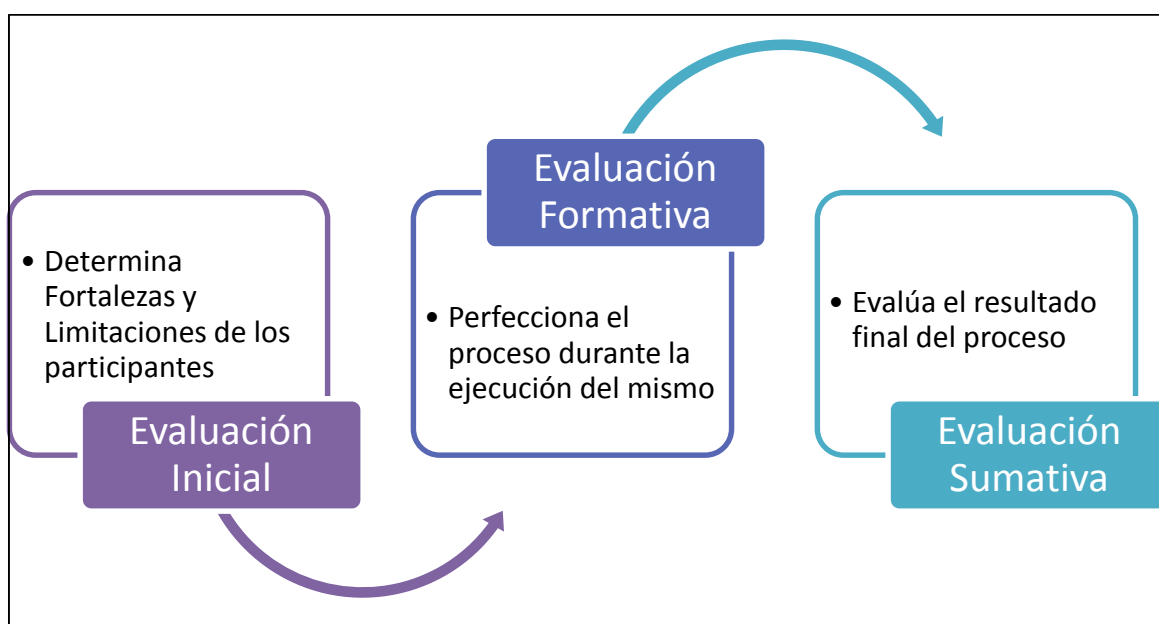 • Determina
Fortalezas y
Limitaciones de los
participantes
Evaluación
Inicial
Evaluación
Formativa
• Perfecciona el
proceso durante la
ejecución del mismo
• Evalúa el resultado
final del proceso
Evaluación
Sumativa